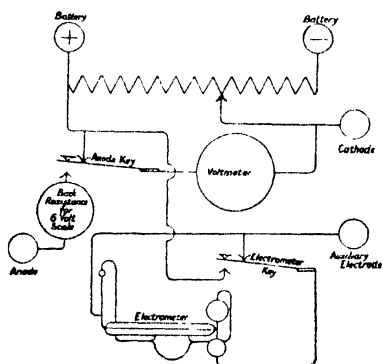 Battery
Battery
+
−
Anode Key
Voltmeter
Cathode
Back
Resistance
for
6 Volt
Scale
Anode
Electrometer
Key
Auxiliary
Electrode
Electrometer